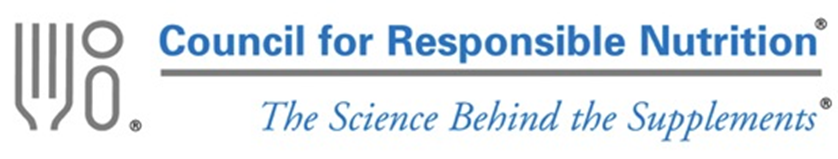 Council for Responsible Nutrition®
The Science Behind the Supplements®
®